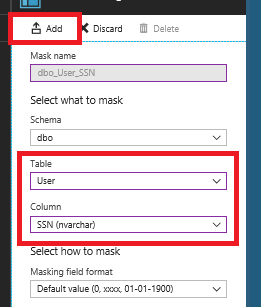 Add Discard Delete
Mask name
dbo_User_SSN
Select what to mask
Schema
dbo
Table
User
Column
SSN (nvarchar)
Select how to mask
Masking field format
Default value (0, xxxx, 01-01-1900)